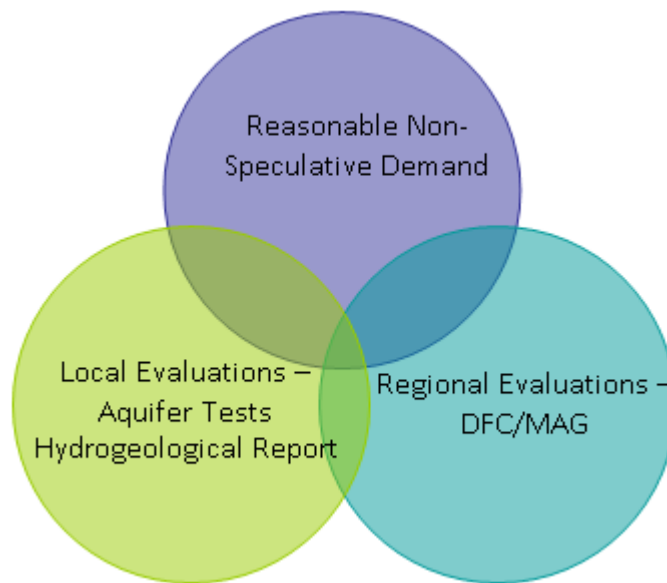 Reasonable Non-
Speculative Demand
Local Evaluations –
Aquifer Tests
Hydrogeological Report
Regional Evaluations –
DFC/MAG